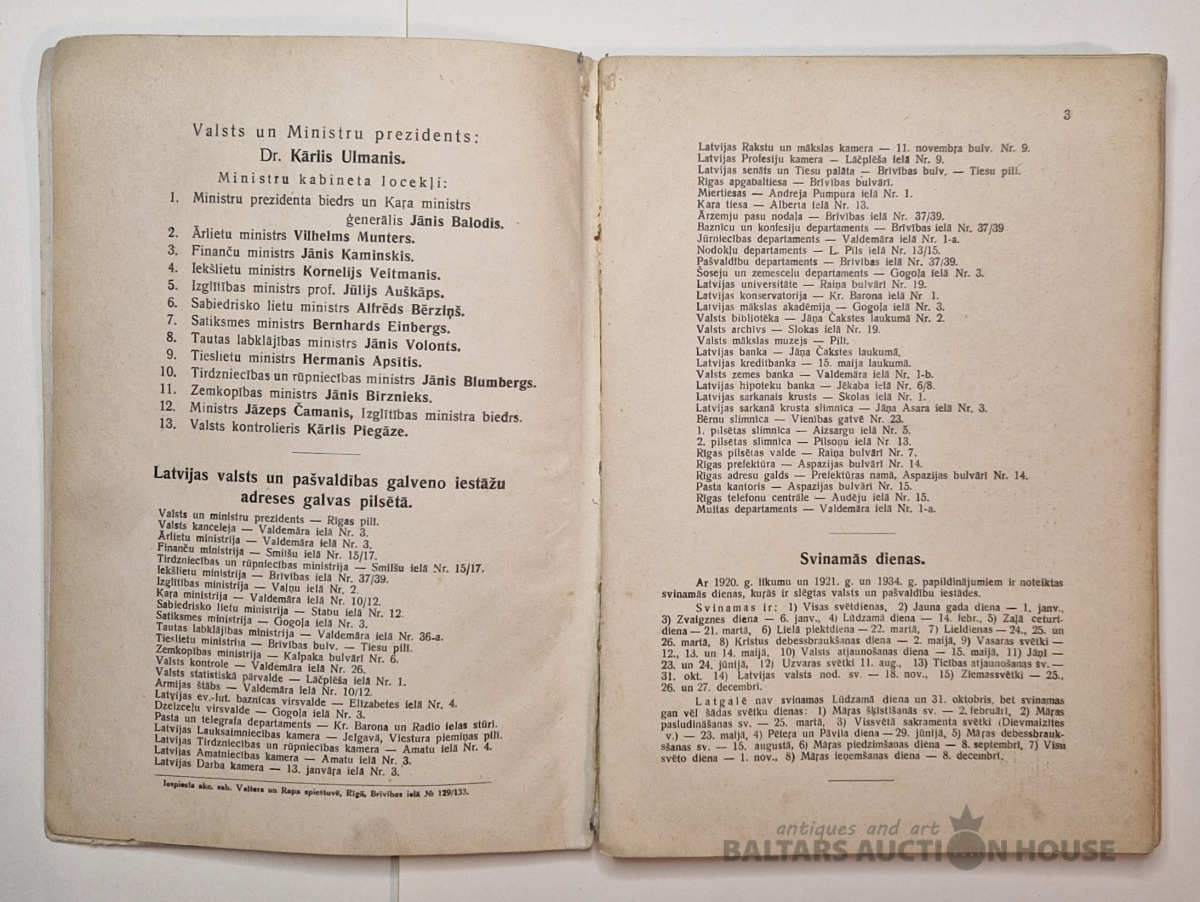 Valsts un Ministru prezidents:
Dr. Kārlis Ulmanis.
Ministru kabineta locekļi:
1. Ministru prezidenta biedrs un Kaŗa ministrs
ģenerālis Jānis Balodis.
2. Ārlietu ministrs Vilhelms Munters.
3. Finanču ministrs Jānis Kaminskis.
4. Iekšlietu ministrs Kornelijs Veitmanis.
5. Izglītības ministrs prof. Jūlijs Auškāps.
6. Sabiedrisko lietu ministrs Alfrēds Bērziņš.
7. Satiksmes ministrs Bernhards Einbergs.
8. Tautas labklājības ministrs Jānis Volonts.
9. Tieslietu ministrs Hermanis Apsītis.
10. Tirdzniecības un rūpniecības ministrs Jānis Blumbergs.
11. Zemkopības ministrs Jānis Birznieks.
12. Ministrs Jāzeps Čamanis, Izglītības ministra biedrs.
13. Valsts kontrolieris Kārlis Piegāze.
Latvijas valsts un pašvaldības galveno iestāžu
adreses galvas pilsētā.
Valsts un ministru prezidents — Rīgas pilī.
Valsts kanceleja — Valdemāra ielā Nr. 3.
Ārlietu ministrija — Valdemāra ielā Nr. 3.
Finanču ministrija — Smilšu ielā Nr. 15/17.
Tirdzniecības un rūpniecības ministrija — Smilšu ielā Nr. 15/17.
Iekšlietu ministrija — Brīvības ielā Nr. 37/39.
Izglītības ministrija — Vaļņu ielā Nr. 2.
Kaŗa ministrija — Valdemāra ielā Nr. 10/12.
Sabiedrisko lietu ministrija — Stabu ielā Nr. 12.
Satiksmes ministrija — Gogoļa ielā Nr. 3.
Tautas labklājības ministrija — Valdemāra ielā Nr. 36-a.
Tieslietu ministrija — Brīvības bulv. — Tiesu pilī.
Zemkopības ministrija — Kalpaka bulvārī Nr. 6.
Valsts kontrole — Valdemāra ielā Nr. 26.
Valsts statistiskā pārvalde — Lāčplēša ielā Nr. 1.
Armijas štābs — Valdemāra ielā Nr. 10/12.
Latvijas ev.-lut. baznicas virsvalde — Elizabetes ielā Nr. 4.
Dzelzceļu virsvalde — Gogoļa ielā Nr. 3.
Pasta un telegrafa departaments — Kr. Barona un Radio ielas stūrī.
Latvijas Lauksaimniecības kamera — Jelgavā, Viestura piemiņas pilī.
Latvijas Tirdzniecības un rūpniecības kamera — Amatu ielā Nr. 4.
Latvijas Amatniecības kamera — Amatu ielā Nr. 3.
Latvijas Darba kamera — 13. janvāŗa ielā Nr. 3.
Iespiests akc. sab. Valtera un Rapa spiestuvē, Rīgā, Brīvības ielā № 129/133.
3
Latvijas Rakstu un mākslas kamera — 11. novembŗa bulv. Nr. 9.
Latvijas Profesiju kamera — Lāčplēša ielā Nr. 9.
Latvijas senāts un Tiesu palāta — Brīvības bulv. — Tiesu pilī.
Rīgas apgabaltiesa — Brīvības bulvārī.
Miertiesas — Andreja Pumpura ielā Nr. 1.
Kaŗa tiesa — Alberta ielā Nr. 13.
Ārzemju pasu nodaļa — Brīvības ielā Nr. 37/39.
Baznīcu un konfesiju departaments — Brīvības ielā Nr. 37/39
Jūrniecības departaments — Valdemāra ielā Nr. 1-a.
Nodokļu departaments — L. Pils ielā Nr. 13/15.
Pašvaldību departaments — Brīvības ielā Nr. 37/39.
Šoseju un zemesceļu departaments — Gogoļa ielā Nr. 3.
Latvijas universitāte — Raiņa bulvārī Nr. 19.
Latvijas konservatorija — Kr. Barona ielā Nr 1.
Latvijas mākslas akadēmija — Gogoļa ielā Nr. 3.
Valsts bibliotēka — Jāņa Čakstes laukumā Nr. 2.
Valsts archivs — Slokas ielā Nr. 19.
Valsts mākslas muzejs — Pilī.
Latvijas banka — Jāņa Čakstes laukumā.
Latvijas kreditbanka — 15. maija laukumā.
Valsts zemes banka — Valdemāra ielā Nr. 1-b.
Latvijas hipoteku banka — Jēkaba ielā Nr. 6/8.
Latvijas sarkanais krusts — Skolas ielā Nr. 1.
Latvijas sarkanā krusta slimnica — Jāņa Asara ielā Nr. 3.
Bērnu slimnica — Vienības gatvē Nr. 23.
1. pilsētas slimnica — Aizsargu ielā Nr. 5.
2. pilsētas slimnica — Pilsoņu ielā Nr 13.
Rīgas pilsētas valde — Raiņa bulvārī Nr. 7.
Rīgas prefektūra — Aspazijas bulvārī Nr. 14.
Rīgas adresu galds — Prefektūras namā, Aspazijas bulvārī Nr. 14.
Pasta kantoris — Aspazijas bulvārī Nr. 15.
Rīgas telefonu centrāle — Audēju ielā Nr. 15.
Muitas departaments — Valdemāra ielā Nr. 1-a.
Svinamās dienas.
Ar 1920. g. likumu un 1921. g. un 1934. g. papildinājumiem ir noteiktas
svinamās dienas, kuŗās ir slēgtas valsts un pašvaldību iestādes.
Svinamas ir: 1) Visas svētdienas, 2) Jauna gada diena — 1. janv.,
3) Zvaigznes diena — 6. janv., 4) Lūdzamā diena — 14. febr., 5) Zaļā ceturt-
diena — 21. martā, 6) Lielā piektdiena — 22. martā, 7) Lieldienas — 24., 25. un
26. martā, 8) Kristus debessbraukšanas diena — 2. maijā, 9) Vasaras svētki —
12., 13. un 14. maijā, 10) Valsts atjaunošanas diena — 15. maijā, 11) Jāņi —
23. un 24. jūnijā, 12) Uzvaras svētki 11. aug., 13) Ticības atjaunošanas sv. —
31. okt. 14) Latvijas valsts nod. sv. — 18. nov., 15) Ziemassvētki — 25.,
26. un 27. decembrī.
Latgalē nav svinamas Lūdzamā diena un 31. oktobris, bet svinamas
gan vēl šādas svētku dienas: 1) Māŗas šķīstīšanās sv. — 2. februārī, 2) Māŗas
pasludināšanas sv. — 25. martā, 3) Vissvētā sakramenta svētki (Dievmaizītes
v.) — 23. maijā, 4) Pēteŗa un Pāvila diena — 29. jūnijā, 5) Māŗas debessbrauk-
sšanas sv. — 15. augustā, 6) Māŗas piedzimšanas diena — 8. septembrī, 7) Visu
svēto diena — 1. nov., 8) Māŗas ieņemšanas diena — 8. decembrī.
antiques and art
BALTARS AUCTION HOUSE